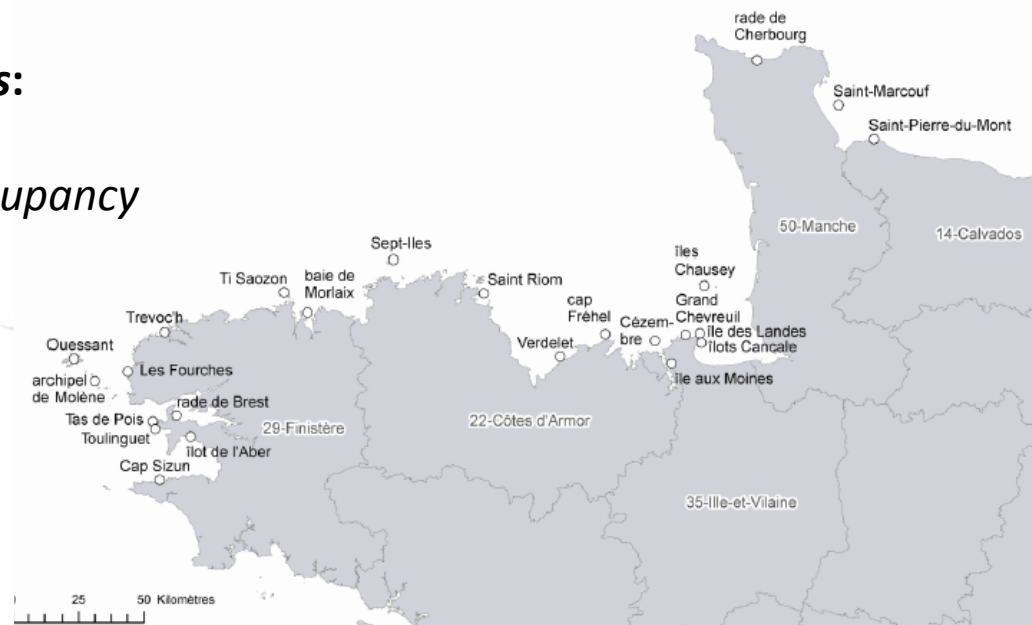 s:
upancy
rade de
Cherbourg
Saint-Marcouf
Saint-Pierre-du-Mont
50-Manche
14-Calvados
Sept-Iles
îles
Chausey
Ti Saozon
baie de
Morlaix
Saint Riom
cap
Fréhel
Grand
Chevreuil
Trevoc'h
Cézem-
bre
île des Landes
îlots Cancale
Verdelet
Ouessant
Les Fourches
archipel
de Molène
île aux Moines
rade de Brest
Tas de Pois
Toulinguet
29-Finistère
22-Côtes d'Armor
îlot de l'Aber
Cap Sizun
35-Ille-et-Vilaine
25
50 Kilomètres